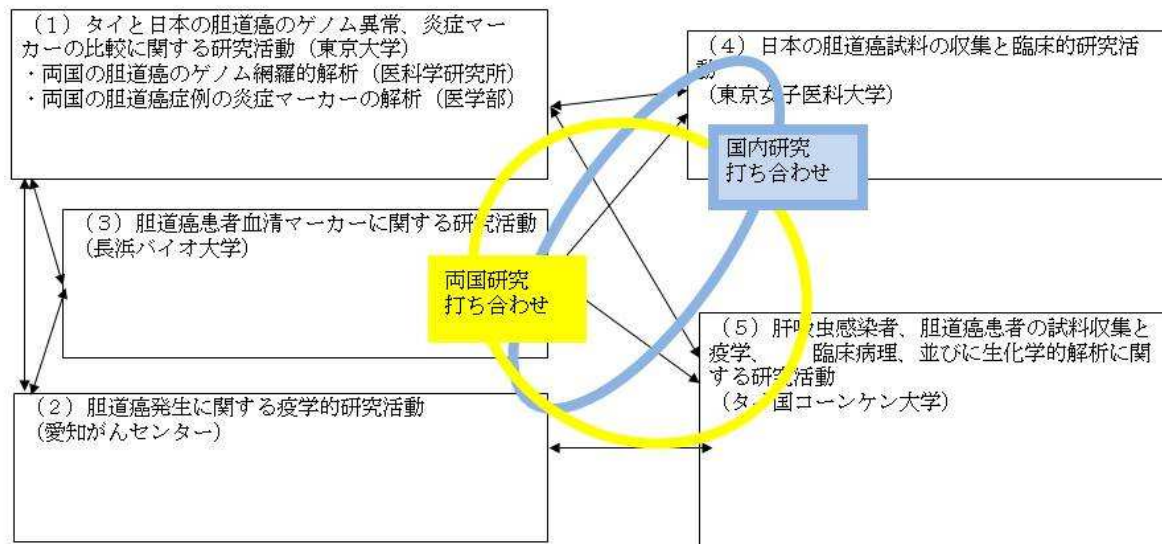 （1）タイと日本の胆道癌のゲノム異常、炎症マー
カーの比較に関する研究活動（東京大学）
・両国の胆道癌のゲノム網羅的解析（医科学研究所）
・両国の胆道癌症例の炎症マーカーの解析（医学部）
（4）日本の胆道癌試料の収集と臨床的研究活
動
（東京女子医科大学）
国内研究
打ち合わせ
（3）胆道癌患者血清マーカーに関する研究活動
（長浜バイオ大学）
両国研究
打ち合わせ
（5）肝吸虫感染者、胆道癌患者の試料収集と
疫学、　臨床病理、並びに生化学的解析に関
する研究活動
（タイ国コーンケン大学）
（2）胆道癌発生に関する疫学的研究活動
（愛知がんセンター）